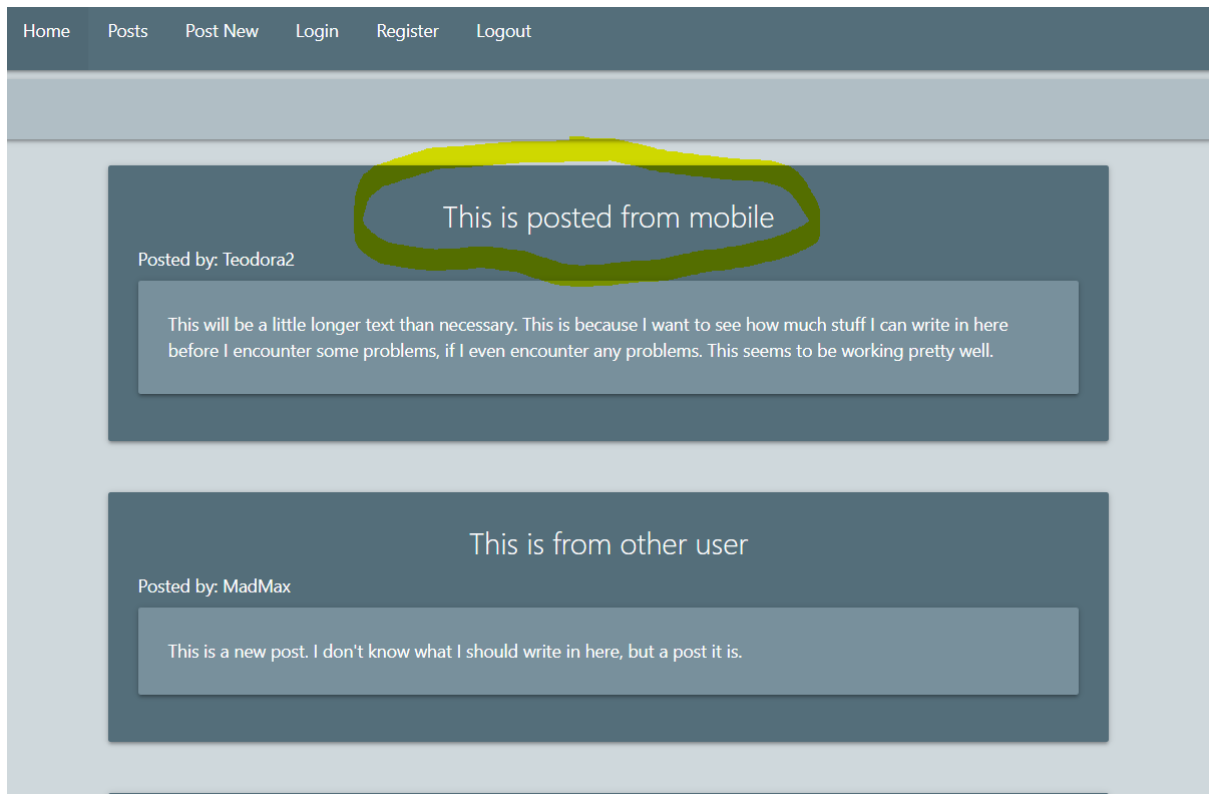 Home Posts Post New Login Register Logout
This is posted from mobile
Posted by: Teodora2
This will be a little longer text than necessary. This is because I want to see how much stuff I can write in here
before I encounter some problems, if I even encounter any problems. This seems to be working pretty well.
This is from other user
Posted by: MadMax
This is a new post. I don't know what I should write in here, but a post it is.